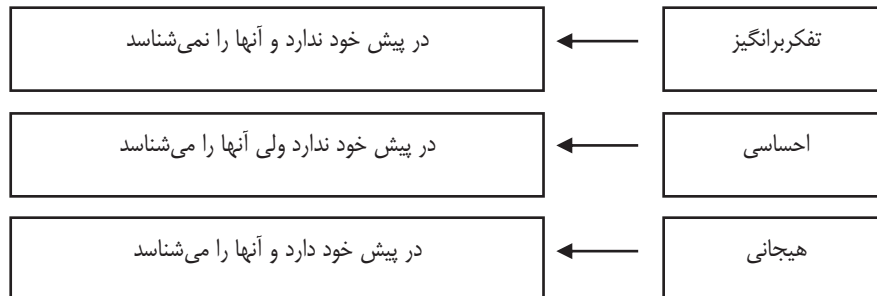 تفکربرانگیز
در پیش خود ندارد و آنها را نمی‌شناسد
احساسی
در پیش خود ندارد ولی آنها را می‌شناسد
هیجانی
در پیش خود دارد و آنها را می‌شناسد